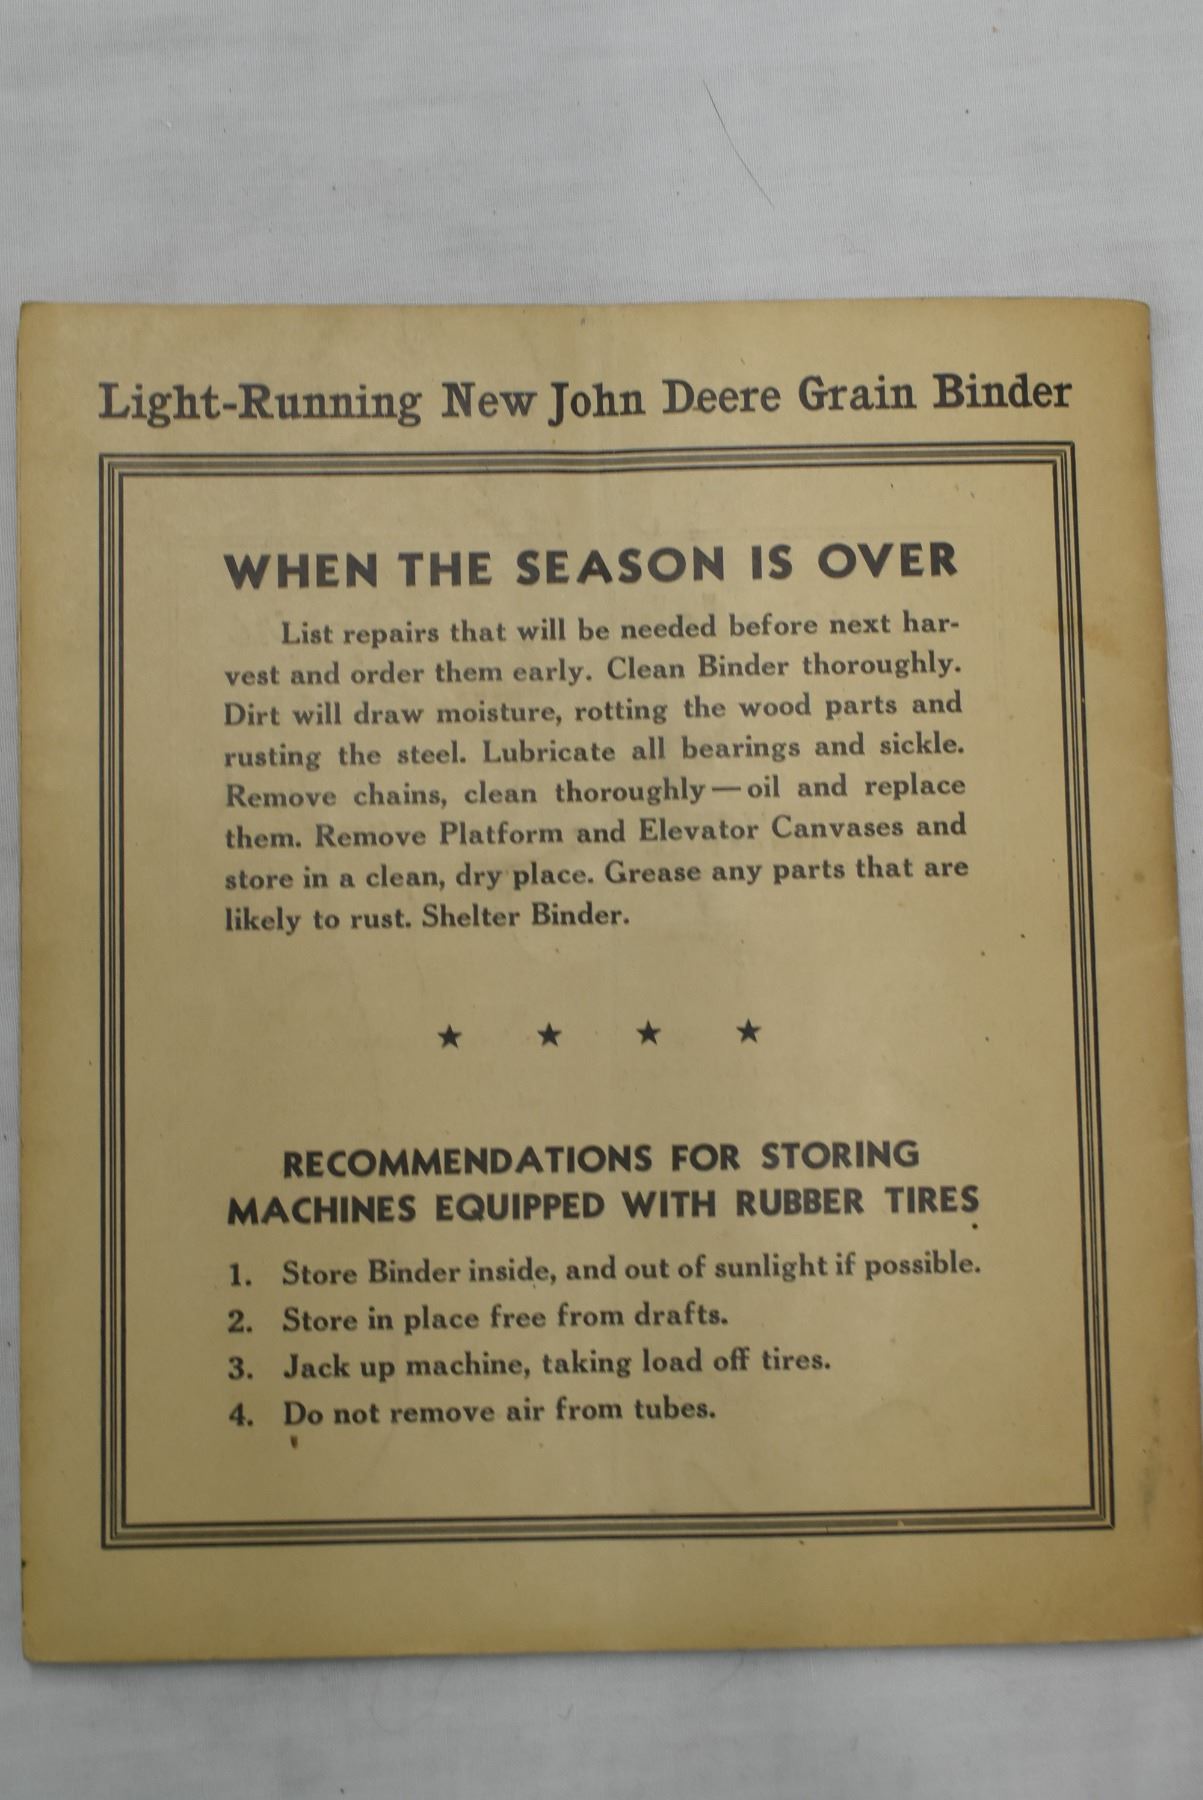 Light-Running New John Deere Grain Binder
WHEN THE SEASON IS OVER
List repairs that will be needed before next har-
vest and order them early. Clean Binder thoroughly.
Dirt will draw moisture, rotting the wood parts and
rusting the steel. Lubricate all bearings and sickle.
Remove chains, clean thoroughly—oil and replace
them. Remove Platform and Elevator Canvases and
store in a clean, dry place. Grease any parts that are
likely to rust. Shelter Binder.
★ ★ ★ ★
RECOMMENDATIONS FOR STORING
MACHINES EQUIPPED WITH RUBBER TIRES
1. Store Binder inside, and out of sunlight if possible.
2. Store in place free from drafts.
3. Jack up machine, taking load off tires.
4. Do not remove air from tubes.